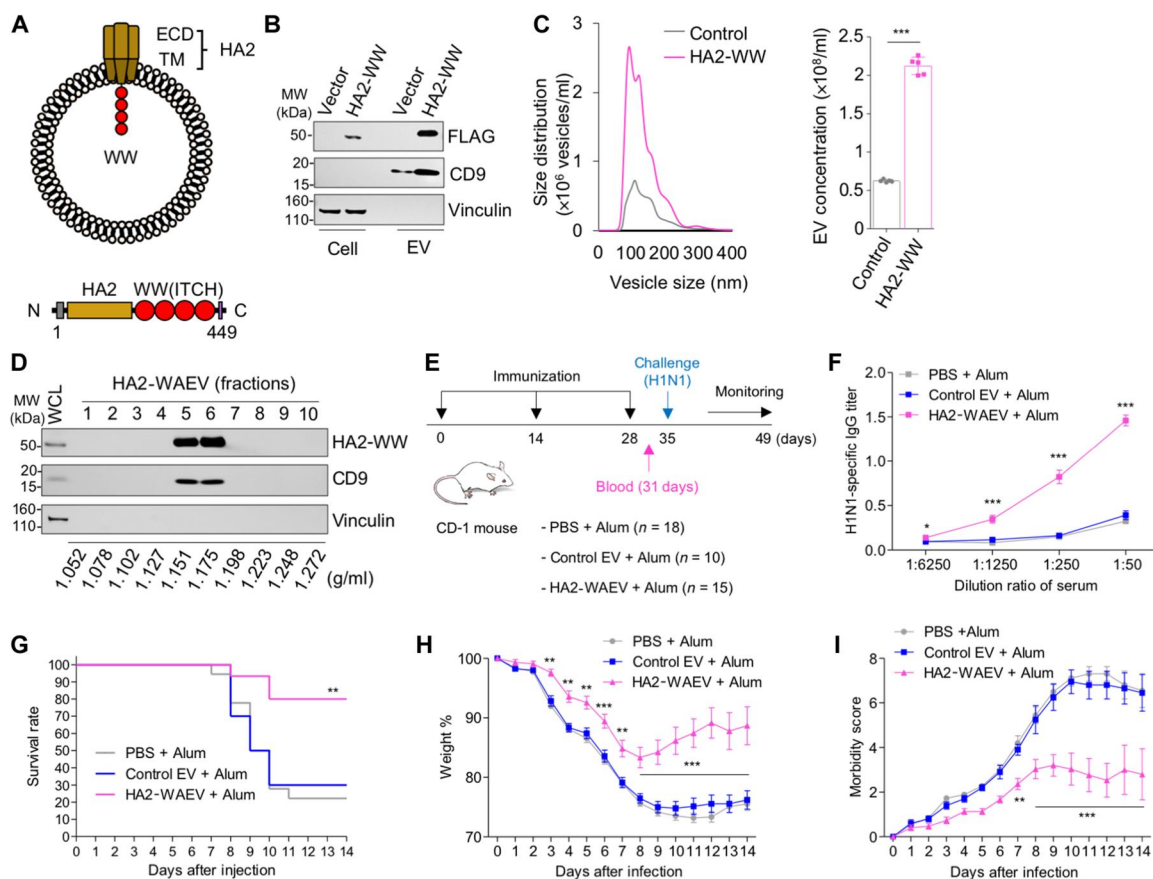 A
ECD
TM
HA2
WW
N
HA2
WW(ITCH)
C
1
449
B
MW
(kDa)
Vector
HA2-WW
Vector
HA2-WW
50
FLAG
20
15
CD9
160
110
Vinculin
Cell
EV
C
Control
HA2-WW
Size distribution
(×10⁶ vesicles/ml)
3
2
1
0
0
100
200
300
400
Vesicle size (nm)
***
EV concentration (×10⁸/ml)
2.5
2
1.5
0.5
0
Control
HA2-WW
D
HA2-WAEV (fractions)
MW
(kDa)
WCL
1 2 3 4 5 6 7 8 9 10
50
HA2-WW
20
15
CD9
160
110
Vinculin
1.052 1.078 1.102 1.127 1.151 1.175 1.198 1.223 1.248 1.272 (g/ml)
E
Challenge
(H1N1)
Immunization
Monitoring
0 14 28 35 49 (days)
Blood (31 days)
CD-1 mouse
- PBS + Alum (n = 18)
- Control EV + Alum (n = 10)
- HA2-WAEV + Alum (n = 15)
F
PBS + Alum
Control EV + Alum
HA2-WAEV + Alum
H1N1-specific IgG titer
2.0
1.5
1.0
0.5
0.0
*
***
***
***
1:6250 1:1250 1:250 1:50
Dilution ratio of serum
G
Survival rate
100
90
80
70
60
50
40
30
20
10
0
**
PBS + Alum
Control EV + Alum
HA2-WAEV + Alum
0 1 2 3 4 5 6 7 8 9 10 11 12 13 14
Days after injection
H
PBS + Alum
Control EV + Alum
HA2-WAEV + Alum
Weight %
100
90
80
70
**
**
**
***
**
***
0 1 2 3 4 5 6 7 8 9 10 11 12 13 14
Days after infection
I
PBS +Alum
Control EV + Alum
HA2-WAEV + Alum
Morbidity score
8
6
4
2
0
**
***
0 1 2 3 4 5 6 7 8 9 10 11 12 13 14
Days after infection